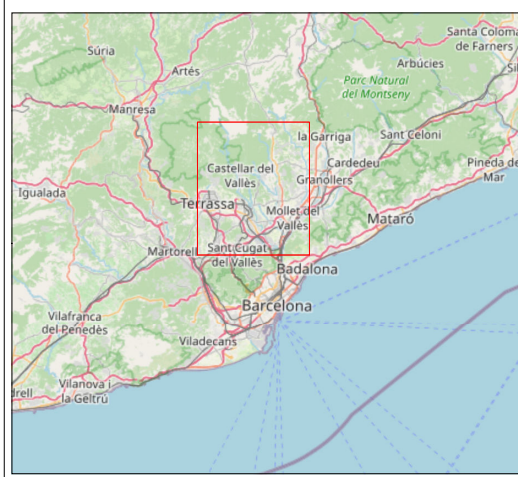 Santa Coloma
de Farners
Súria
Arbúcies
Artés
Parc Natural
del Montseny
Manresa
la Garriga
Sant Celoni
Cardedeu
Castellar del
Vallès
Granollers
Pineda de
Mar
Igualada
Terrassa
Mollet del
Vallès
Mataró
Martorell
Sant Cugat
del Vallès
Badalona
Barcelona
Vilafranca
del Penedès
Viladecans
Vilanova i
la Geltrú